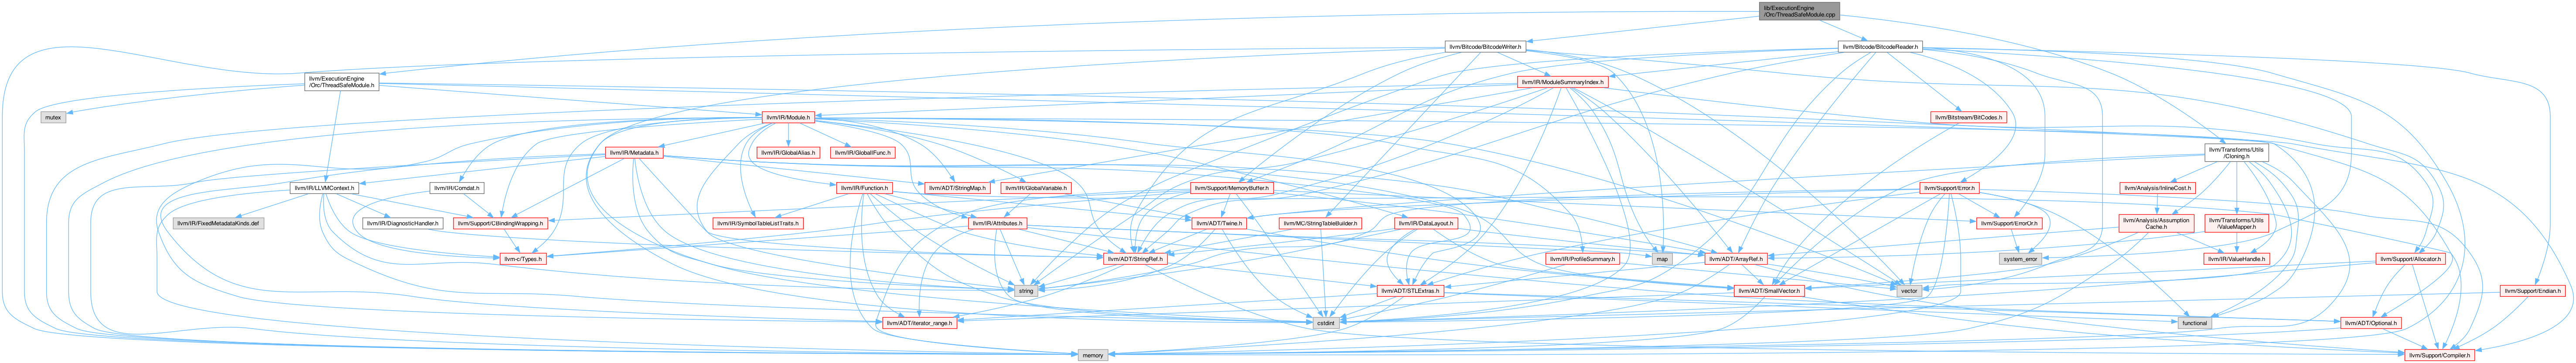 lib/ExecutionEngine
/Orc/ThreadSafeModule.cpp
llvm/Bitcode/BitcodeWriter.h
llvm/Bitcode/BitcodeReader.h
llvm/ExecutionEngine
/Orc/ThreadSafeModule.h
llvm/IR/ModuleSummaryIndex.h
mutex
llvm/IR/Module.h
llvm/Bitstream/BitCodes.h
llvm/IR/Metadata.h
llvm/IR/GlobalAlias.h
llvm/IR/GlobalIFunc.h
llvm/Transforms/Utils
/Cloning.h
llvm/IR/LLVMContext.h
llvm/IR/Comdat.h
llvm/ADT/StringMap.h
llvm/IR/Function.h
llvm/IR/GlobalVariable.h
llvm/Support/MemoryBuffer.h
llvm/Support/Error.h
llvm/Analysis/InlineCost.h
llvm/IR/FixedMetadataKinds.def
llvm/IR/DiagnosticHandler.h
llvm/Support/CBindingWrapping.h
llvm/IR/SymbolTableListTraits.h
llvm/IR/Attributes.h
llvm/ADT/Twine.h
llvm/MC/StringTableBuilder.h
llvm/IR/DataLayout.h
llvm/Support/ErrorOr.h
llvm/Analysis/Assumption
Cache.h
llvm/Transforms/Utils
/ValueMapper.h
llvm-c/Types.h
llvm/ADT/StringRef.h
llvm/IR/ProfileSummary.h
map
llvm/ADT/ArrayRef.h
system_error
llvm/IR/ValueHandle.h
llvm/Support/Allocator.h
string
llvm/ADT/STLExtras.h
llvm/ADT/SmallVector.h
vector
llvm/Support/Endian.h
llvm/ADT/iterator_range.h
cstdint
functional
llvm/ADT/Optional.h
memory
llvm/Support/Compiler.h